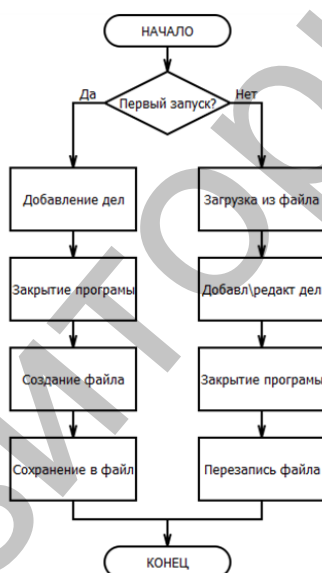 НАЧАЛО
Первый запуск?
Да
Нет
Добавление дел
Загрузка из файла
Закрытие програмы
Добавл\редакт дел
Создание файла
Закрытие програмы
Сохранение в файл
Перезапись файла
КОНЕЦ